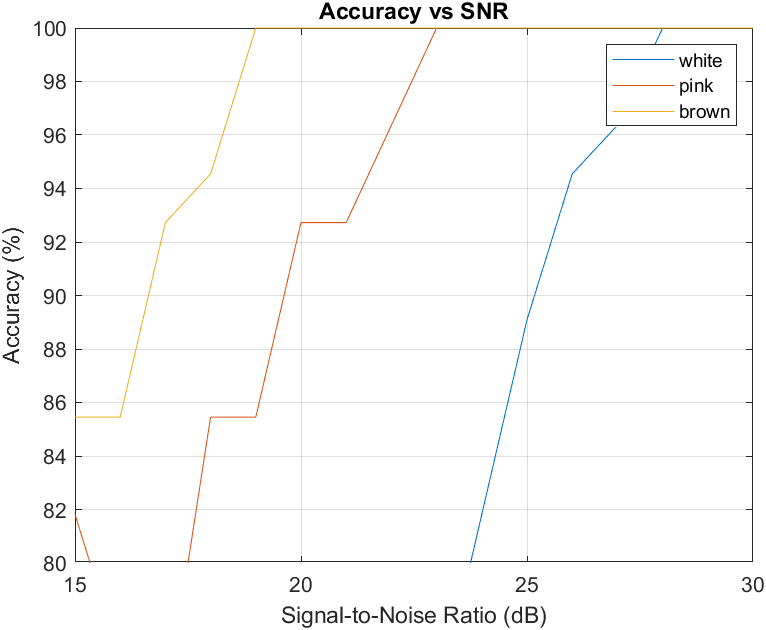 Accuracy vs SNR
100
98
96
94
92
90
88
86
84
82
80
Accuracy (%)
white
pink
brown
15
20
25
30
Signal-to-Noise Ratio (dB)